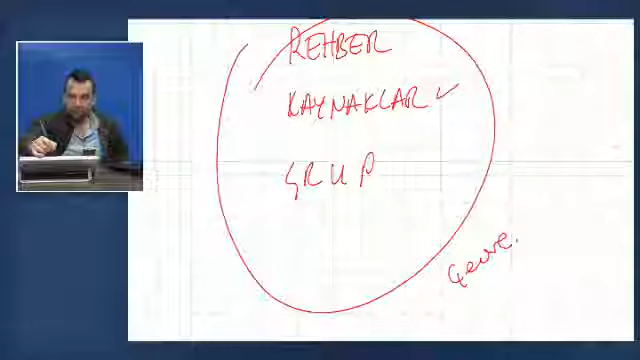 REHBER
KAYNAKLAR ✓
GRUP
Çevre.